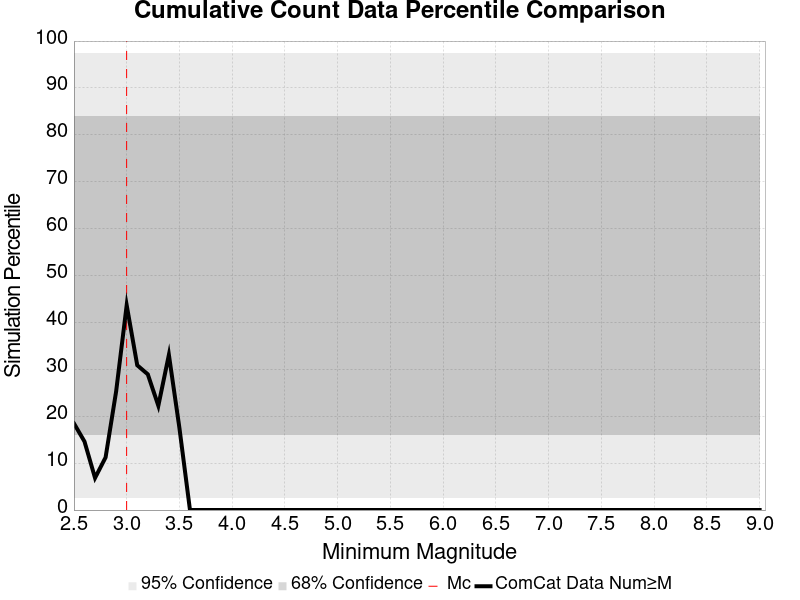 Cumulative Count Data Percentile Comparison
100
90
80
70
60
50
40
30
20
10
0
Simulation Percentile
2.5 3.0 3.5 4.0 4.5 5.0 5.5 6.0 6.5 7.0 7.5 8.0 8.5 9.0
Minimum Magnitude
95% Confidence 68% Confidence Mc ComCat Data Num≥M